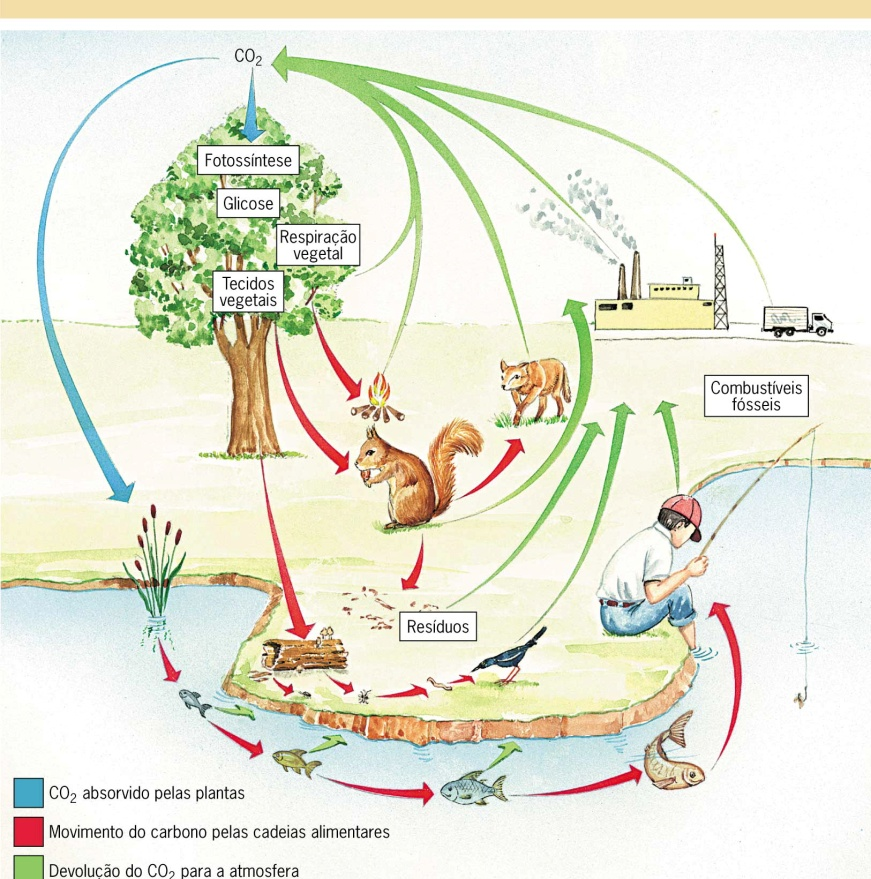 CO₂
Fotossíntese
Glicose
Respiração
vegetal
Tecidos
vegetais
Combustíveis
fósseis
Resíduos
CO₂ absorvido pelas plantas
Movimento do carbono pelas cadeias alimentares
Devolução do CO₂ para a atmosfera